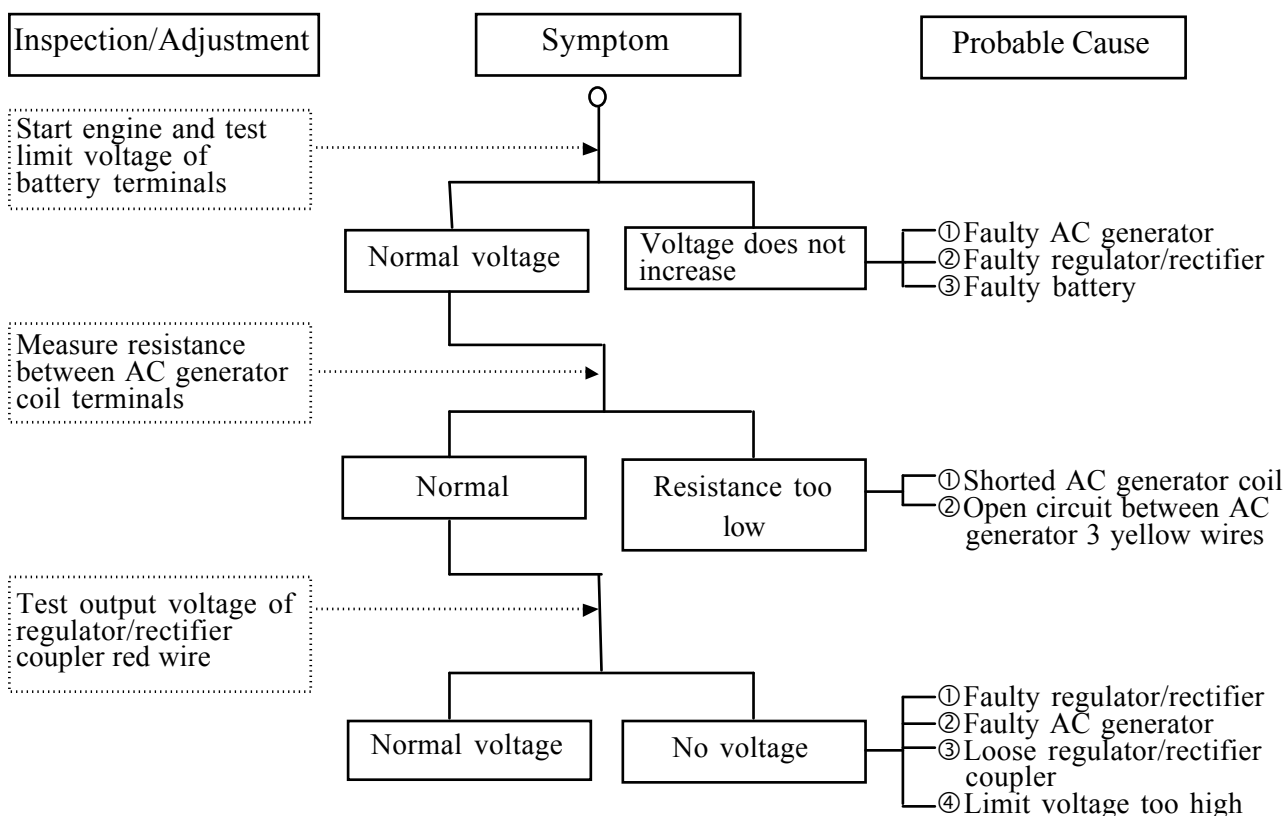 Inspection/Adjustment
Symptom
Probable Cause
Start engine and test
limit voltage of
battery terminals
Normal voltage
Voltage does not
increase
①Faulty AC generator
②Faulty regulator/rectifier
③Faulty battery
Measure resistance
between AC generator
coil terminals
Normal
Resistance too
low
①Shorted AC generator coil
②Open circuit between AC
generator 3 yellow wires
Test output voltage of
regulator/rectifier
coupler red wire
Normal voltage
No voltage
①Faulty regulator/rectifier
②Faulty AC generator
③Loose regulator/rectifier
coupler
④Limit voltage too high